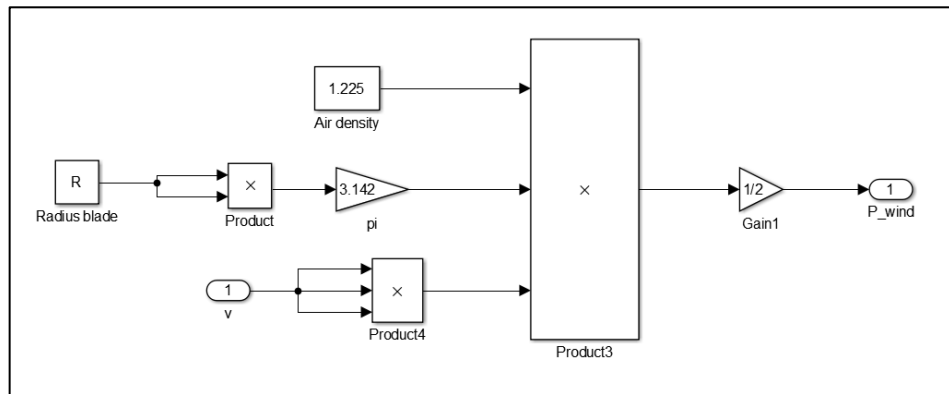 1.225
Air density
R
Radius blade
×
Product
3.142
pi
1
v
×
Product4
×
Product3
1/2
Gain1
1
P_wind